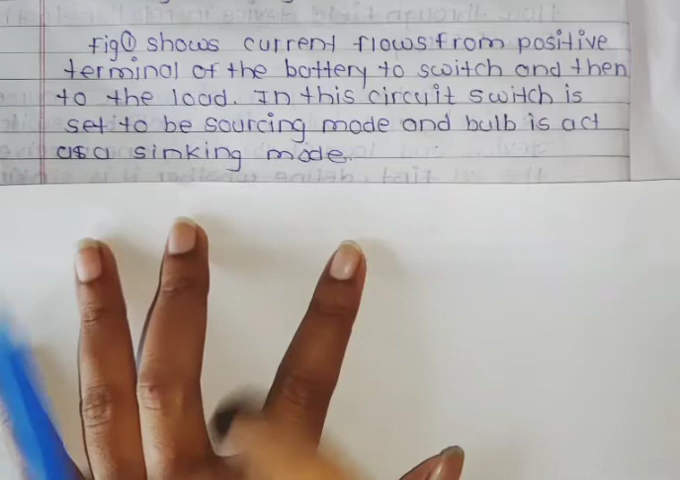 fig① shows current flows from positive
terminal of the battery to switch and then
to the load. In this circuit switch is
set to be sourcing mode and bulb is act
as a sinking mode.